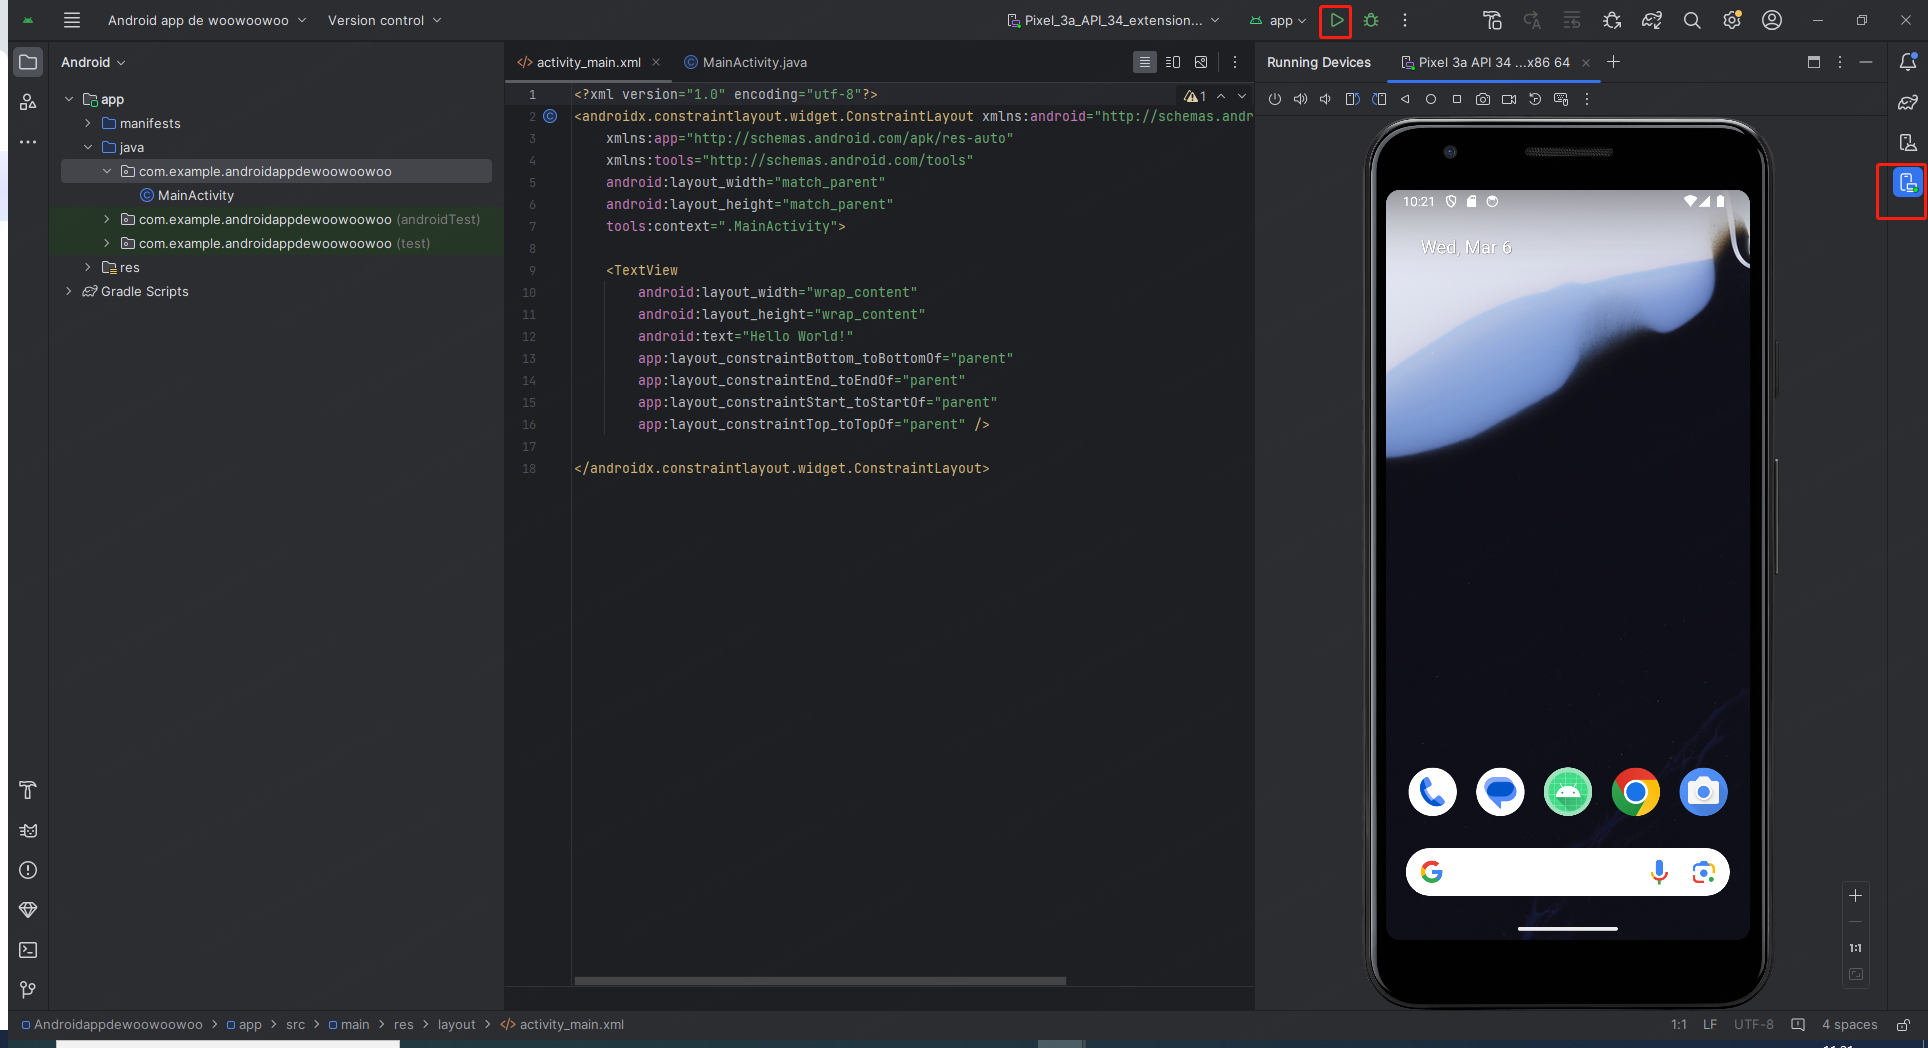 Android app de woowoowoo Version control Pixel_3a_API_34_extension... app
Android
app
manifests
java
com.example.androidappdewoowoowoo
MainActivity
com.example.androidappdewoowoowoo (androidTest)
com.example.androidappdewoowoowoo (test)
res
Gradle Scripts
activity_main.xml MainActivity.java
1 <?xml version="1.0" encoding="utf-8"?> 1
2 <androidx.constraintlayout.widget.ConstraintLayout xmlns:android="http://schemas.andr
3 xmlns:app="http://schemas.android.com/apk/res-auto"
4 xmlns:tools="http://schemas.android.com/tools"
5 android:layout_width="match_parent"
6 android:layout_height="match_parent"
7 tools:context=".MainActivity">
8
9 <TextView
10 android:layout_width="wrap_content"
11 android:layout_height="wrap_content"
12 android:text="Hello World!"
13 app:layout_constraintBottom_toBottomOf="parent"
14 app:layout_constraintEnd_toEndOf="parent"
15 app:layout_constraintStart_toStartOf="parent"
16 app:layout_constraintTop_toTopOf="parent" />
17
18 </androidx.constraintlayout.widget.ConstraintLayout>
Running Devices Pixel 3a API 34 ...x86 64
10:21
Wed, Mar 6
1:1
Androidappdewoowoowoo app src main res layout activity_main.xml
1:1 LF UTF-8 4 spaces